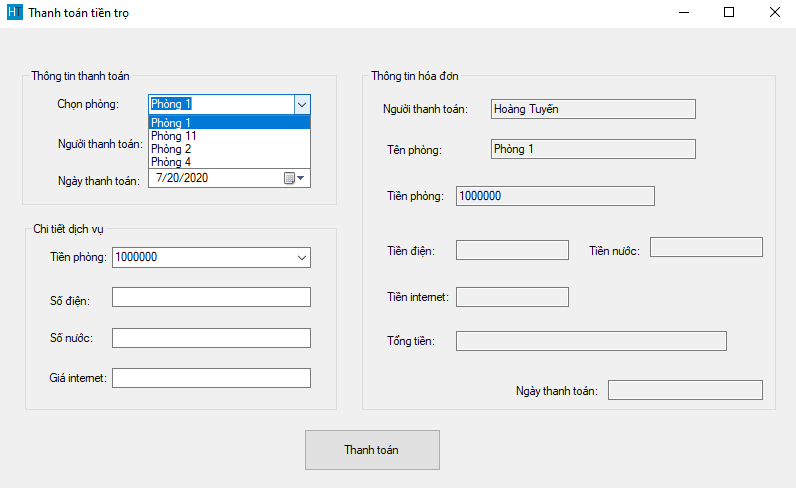 HT Thanh toán tiền trọ
Thông tin thanh toán
Chọn phòng: Phòng 1
Phòng 1
Phòng 11
Phòng 2
Phòng 4
Người thanh toán:
Ngày thanh toán: 7/20/2020
Chi tiết dịch vụ
Tiền phòng: 1000000
Số điện:
Số nước:
Giá internet:
Thông tin hóa đơn
Người thanh toán: Hoàng Tuyến
Tên phòng: Phòng 1
Tiền phòng: 1000000
Tiền điện: Tiền nước:
Tiền internet:
Tổng tiền:
Ngày thanh toán:
Thanh toán